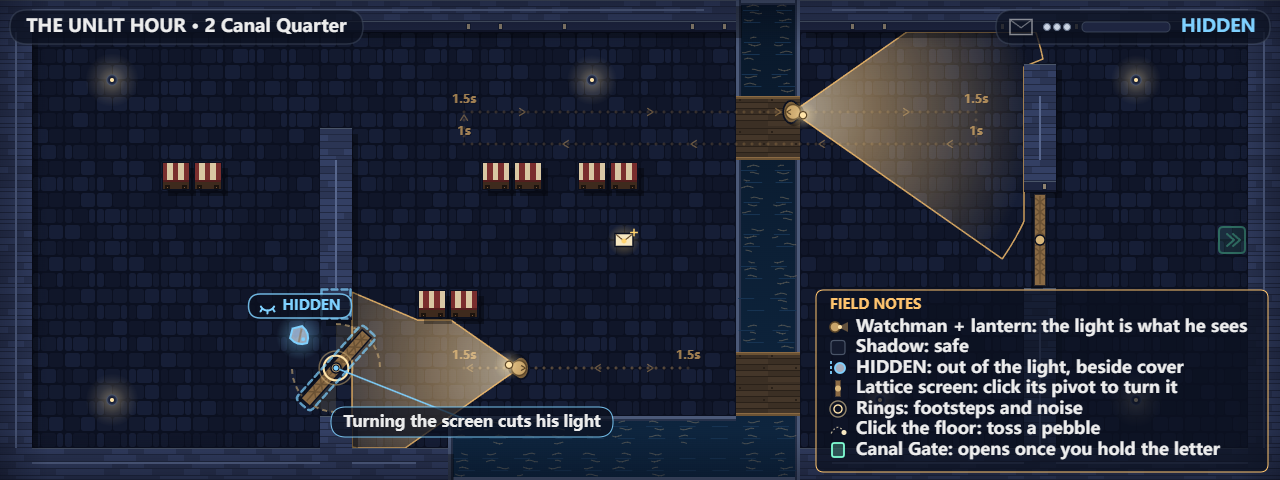 THE UNLIT HOUR • 2 Canal Quarter
HIDDEN
1.5s
1.5s
1s
1s
HIDDEN
1.5s
1.5s
Turning the screen cuts his light
FIELD NOTES
Watchman + lantern: the light is what he sees
Shadow: safe
HIDDEN: out of the light, beside cover
Lattice screen: click its pivot to turn it
Rings: footsteps and noise
Click the floor: toss a pebble
Canal Gate: opens once you hold the letter